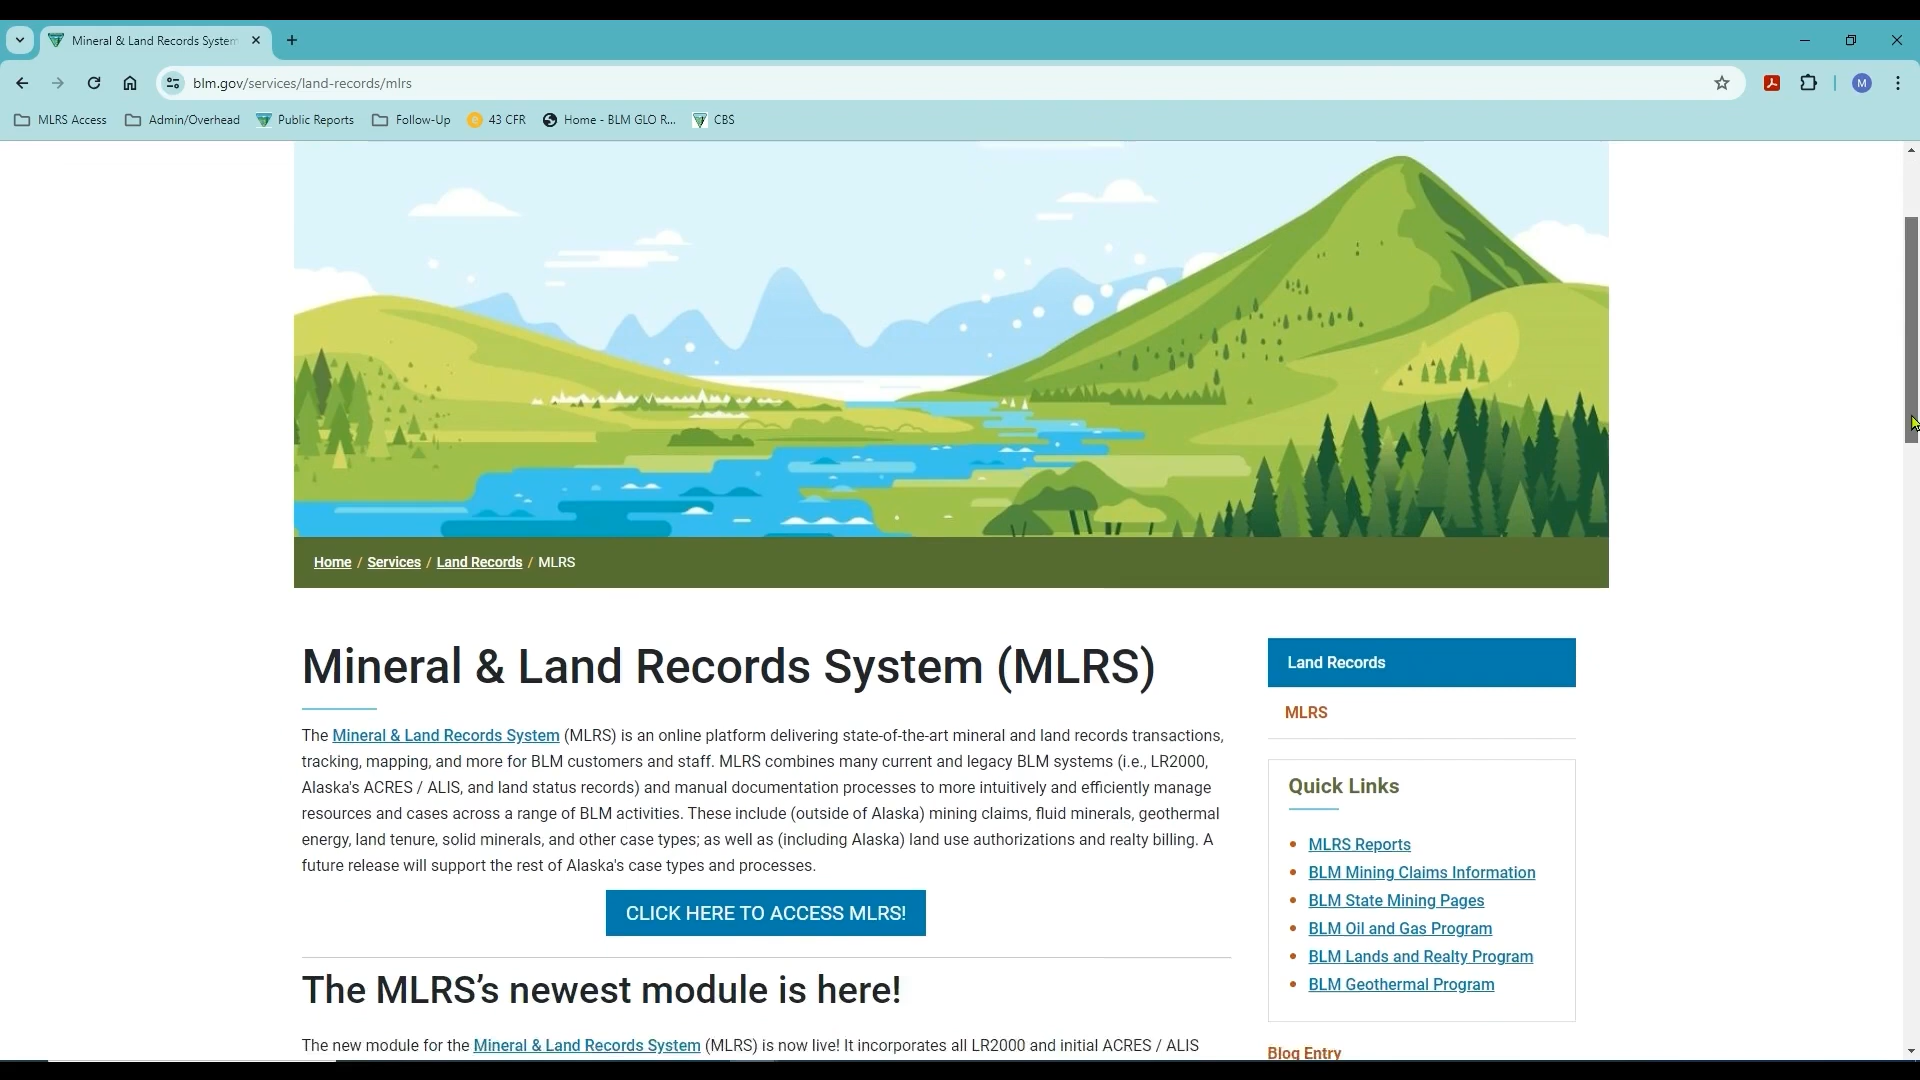 Mineral & Land Records System
blm.gov/services/land-records/mlrs
M
MLRS Access
Admin/Overhead
Public Reports
Follow-Up
43 CFR
Home - BLM GLO R...
CBS
Home / Services / Land Records / MLRS
Mineral & Land Records System (MLRS)
The Mineral & Land Records System (MLRS) is an online platform delivering state-of-the-art mineral and land records transactions,
tracking, mapping, and more for BLM customers and staff. MLRS combines many current and legacy BLM systems (i.e., LR2000,
Alaska's ACRES / ALIS, and land status records) and manual documentation processes to more intuitively and efficiently manage
resources and cases across a range of BLM activities. These include (outside of Alaska) mining claims, fluid minerals, geothermal
energy, land tenure, solid minerals, and other case types; as well as (including Alaska) land use authorizations and realty billing. A
future release will support the rest of Alaska's case types and processes.
CLICK HERE TO ACCESS MLRS!
The MLRS’s newest module is here!
The new module for the Mineral & Land Records System (MLRS) is now live! It incorporates all LR2000 and initial ACRES / ALIS
Land Records
MLRS
Quick Links
MLRS Reports
BLM Mining Claims Information
BLM State Mining Pages
BLM Oil and Gas Program
BLM Lands and Realty Program
BLM Geothermal Program
Blog Entry